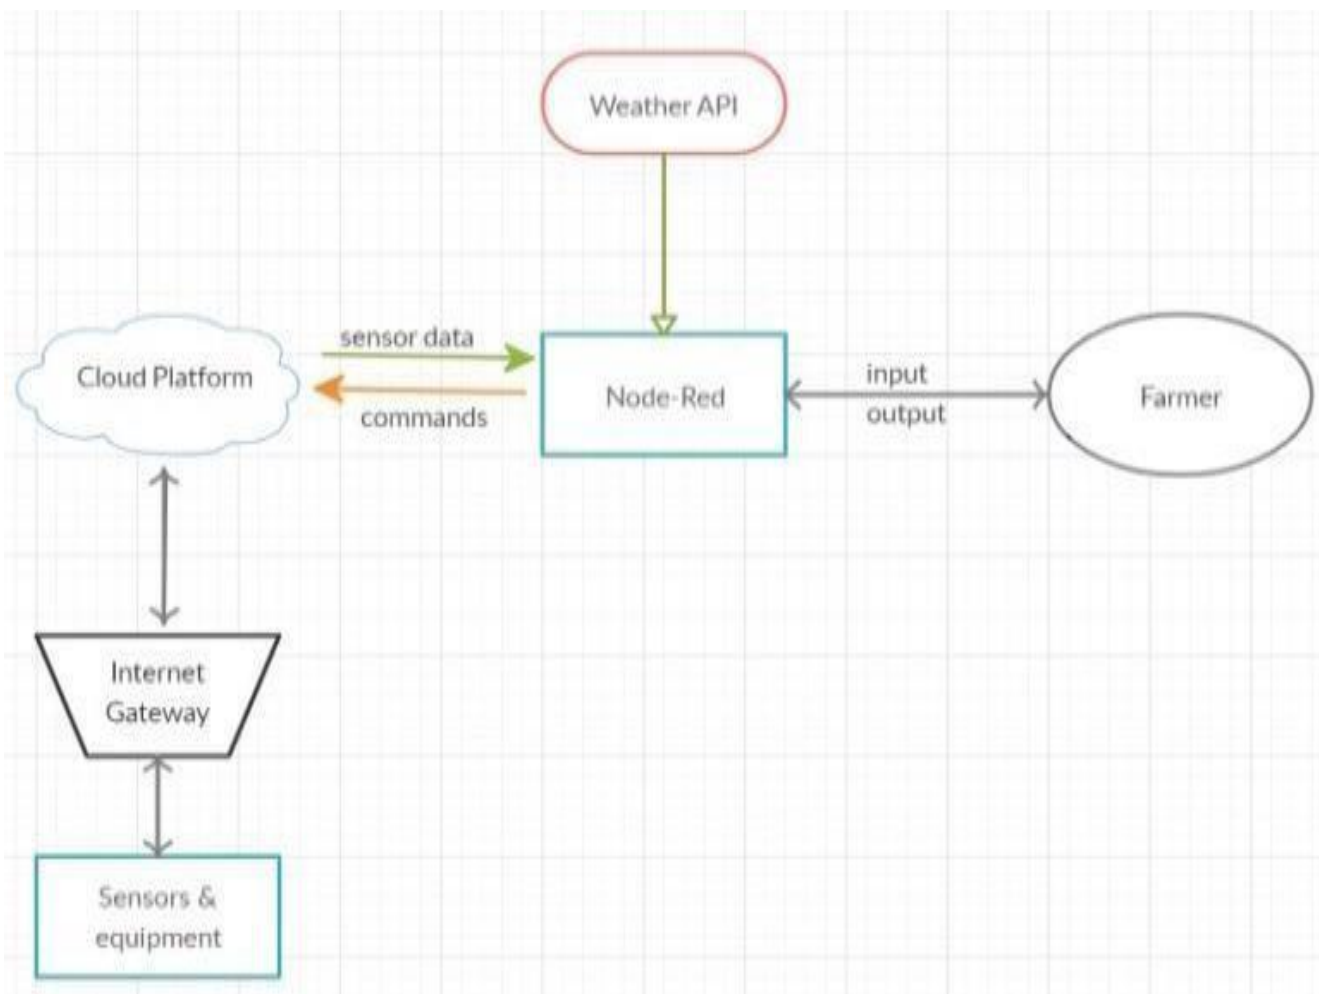 Weather API
sensor data
Cloud Platform
commands
Node-Red
input
output
Farmer
Internet
Gateway
Sensors &
equipment